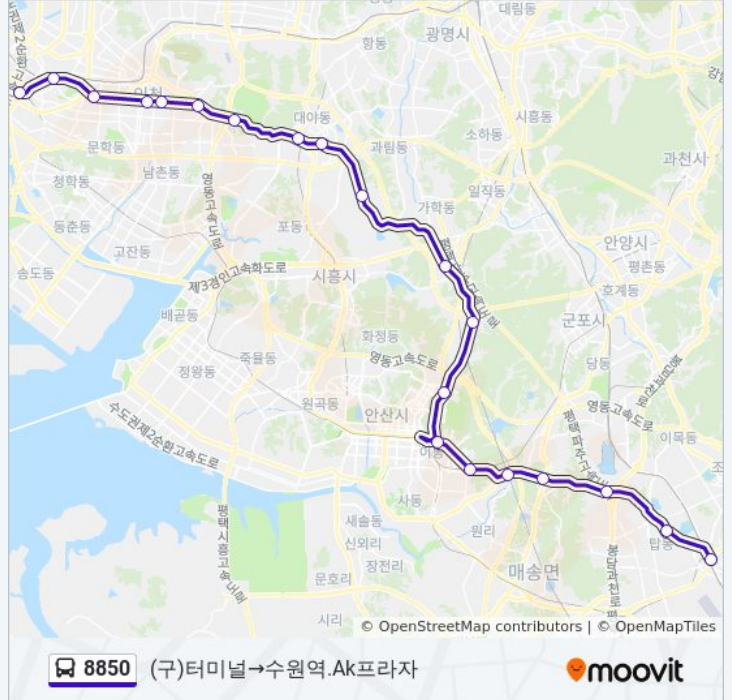 대림동
광명시
항동
인천
대야동
시흥동
소하동
과림동
과천시
문학동
남촌동
청학동
영동고속도로
일직동
가학동
동춘동
포동
안양시
고잔동
평촌동
송도동
제3경인고속화도로
시흥시
호계동
배곧동
군포시
화정동
죽율동
영동고속도로
당동
정왕동
원곡동
안산시
영동고속도로
수도권제2순환고속도로
이동
이목동
사동
새솔동
원리
탑동
신외리
매송면
장전리
문호리
시리
© OpenStreetMap contributors | © OpenMapTiles
8850 (구)터미널→수원역.Ak프라자
moovit